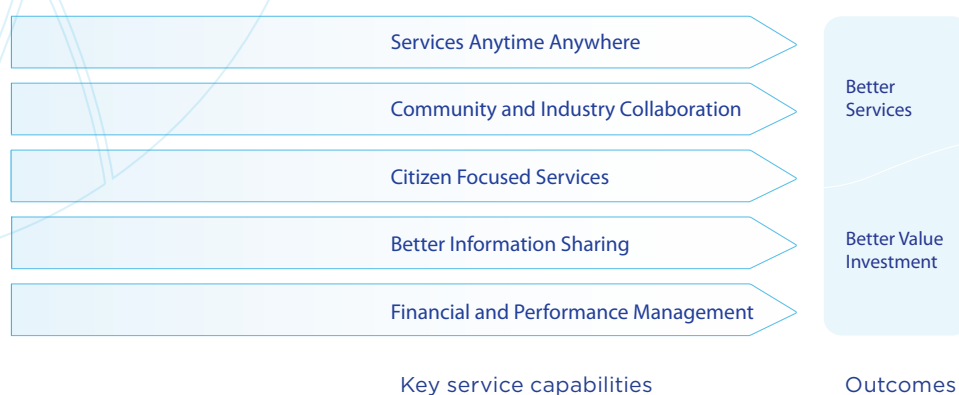 Services Anytime Anywhere
Community and Industry Collaboration
Citizen Focused Services
Better Information Sharing
Financial and Performance Management
Better
Services
Better Value
Investment
Key service capabilities
Outcomes